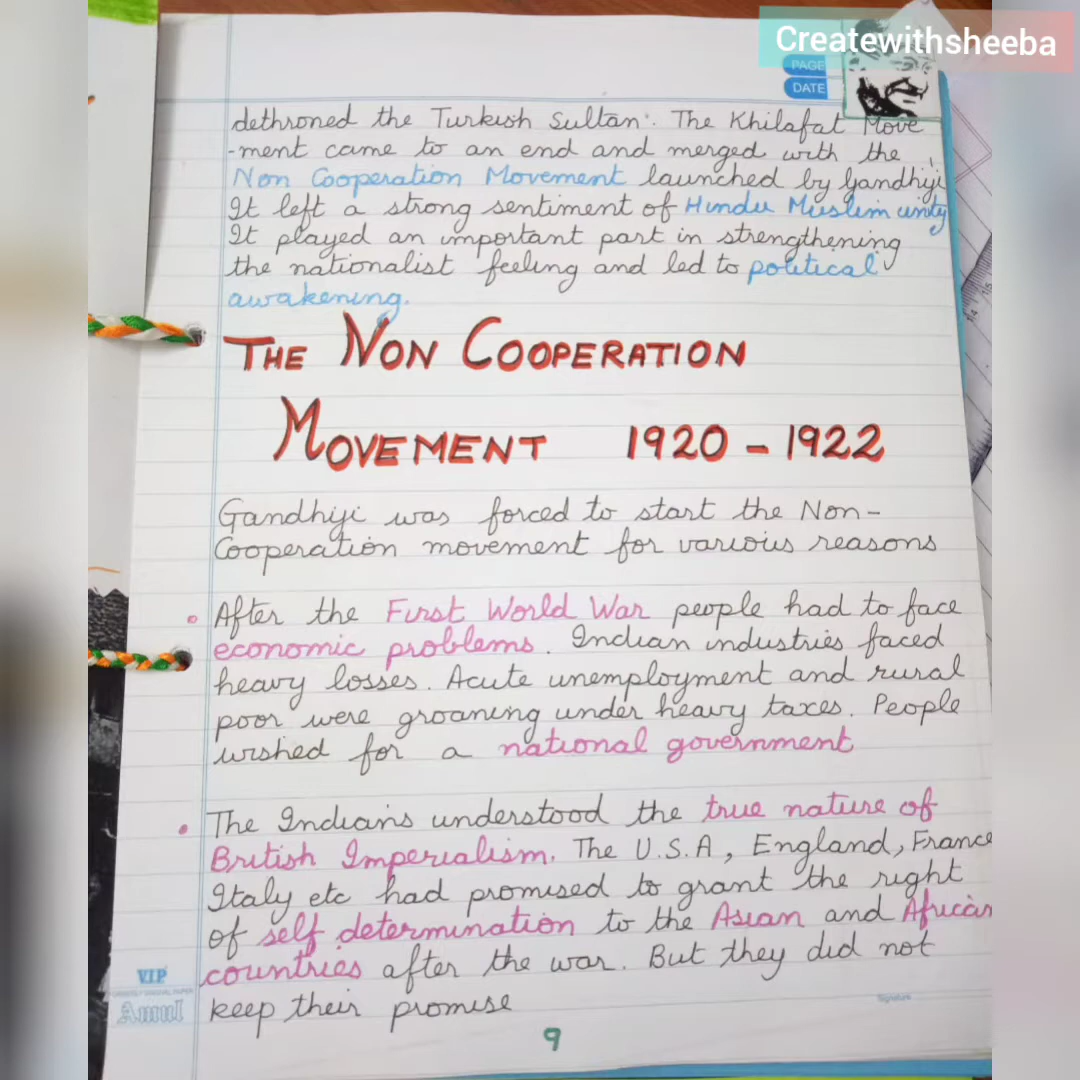 Createwithsheeba
PAGE
DATE
dethroned the Turkish Sultan. The Khilafat Move
-ment came to an end and merged with the
Non Cooperation Movement launched by Gandhiji
It left a strong sentiment of Hindu Muslim unity
It played an important part in strengthening
the nationalist feeling and led to political
awakening.
THE NON COOPERATION
MOVEMENT 1920 - 1922
Gandhiji was forced to start the Non-
Cooperation movement for various reasons
• After the First World War people had to face
economic problems. Indian industries faced
heavy losses. Acute unemployment and rural
poor were groaning under heavy taxes. People
wished for a national government
• The Indians understood the true nature of
British Imperialism. The U.S.A, England, France
Italy etc had promised to grant the right
of self determination to the Asian and African
countries after the war. But they did not
keep their promise
V.I.P
Amul
Signature
9